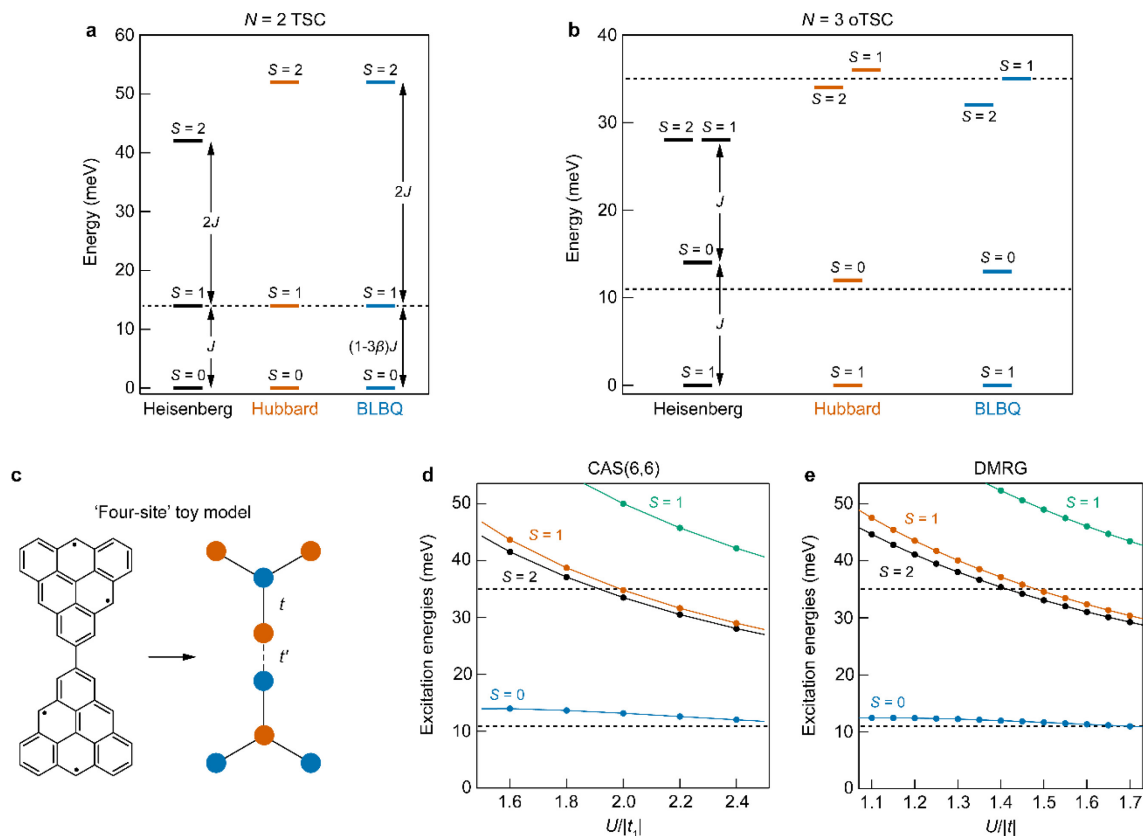 a
N = 2 TSC
Energy (meV)
60
50
40
30
20
10
0
S = 2
S = 2
S = 2
2J
2J
S = 1
S = 1
S = 1
J
(1-3β)J
S = 0
S = 0
S = 0
Heisenberg
Hubbard
BLBQ
b
N = 3 oTSC
Energy (meV)
40
30
20
10
0
S = 1
S = 1
S = 2
S = 2
S = 2
S = 1
J
S = 0
S = 0
S = 0
J
S = 1
S = 1
S = 1
Heisenberg
Hubbard
BLBQ
c
'Four-site' toy model
t
t'
d
CAS(6,6)
Excitation energies (meV)
50
40
30
20
10
0
S = 1
S = 1
S = 2
S = 0
1.6
1.8
2.0
2.2
2.4
U/|t₁|
e
DMRG
Excitation energies (meV)
50
40
30
20
10
0
S = 1
S = 1
S = 2
S = 0
1.1
1.2
1.3
1.4
1.5
1.6
1.7
U/|t|